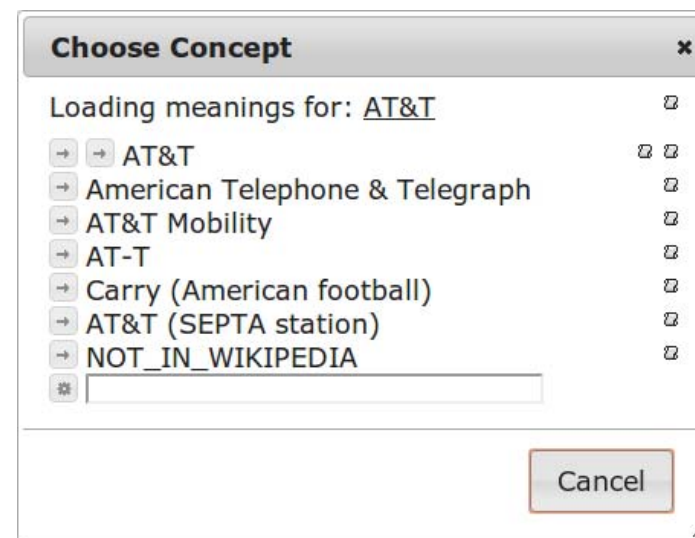 Choose Concept
Loading meanings for: AT&T
AT&T
American Telephone & Telegraph
AT&T Mobility
AT-T
Carry (American football)
AT&T (SEPTA station)
NOT_IN_WIKIPEDIA
Cancel